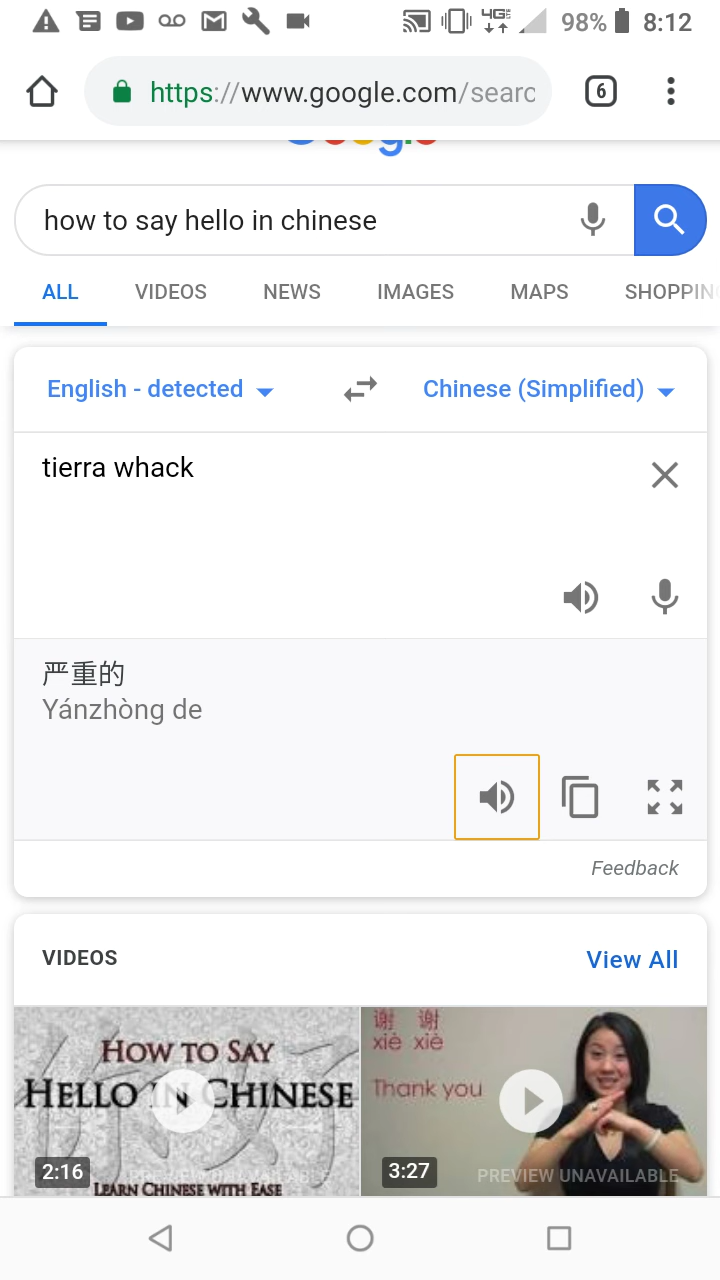 98% 8:12
https://www.google.com/searc
6
Google
how to say hello in chinese
ALL VIDEOS NEWS IMAGES MAPS SHOPPIN
English - detected Chinese (Simplified)
tierra whack
严重的
Yánzhòng de
Feedback
VIDEOS View All
HOW TO SAY
HELLO IN CHINESE
2:16
LEARN CHINESE WITH EASE
谢 谢
xiè xiè
Thank you
3:27
PREVIEW UNAVAILABLE